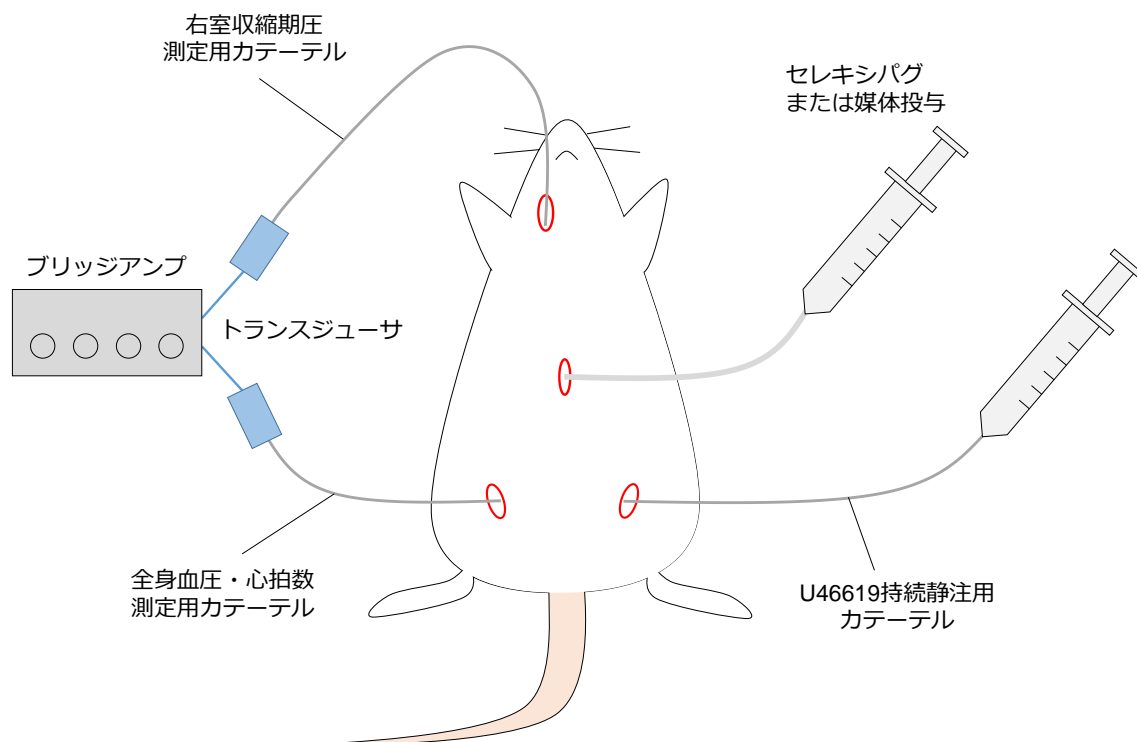 右室収縮期圧
測定用カテーテル
セレキシパグ
または媒体投与
ブリッジアンプ
トランスジューサ
全身血圧・心拍数
測定用カテーテル
U46619持続静注用
カテーテル